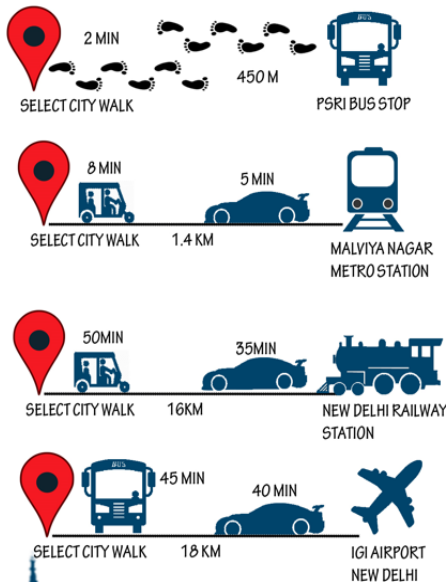 2 MIN
450 M
BUS
SELECT CITY WALK
PSRI BUS STOP
8 MIN
5 MIN
SELECT CITY WALK
1.4 KM
MALVIYA NAGAR
METRO STATION
50MIN
35MIN
SELECT CITY WALK
16KM
NEW DELHI RAILWAY
STATION
BUS
45 MIN
40 MIN
SELECT CITY WALK
18 KM
IGI AIRPORT
NEW DELHI